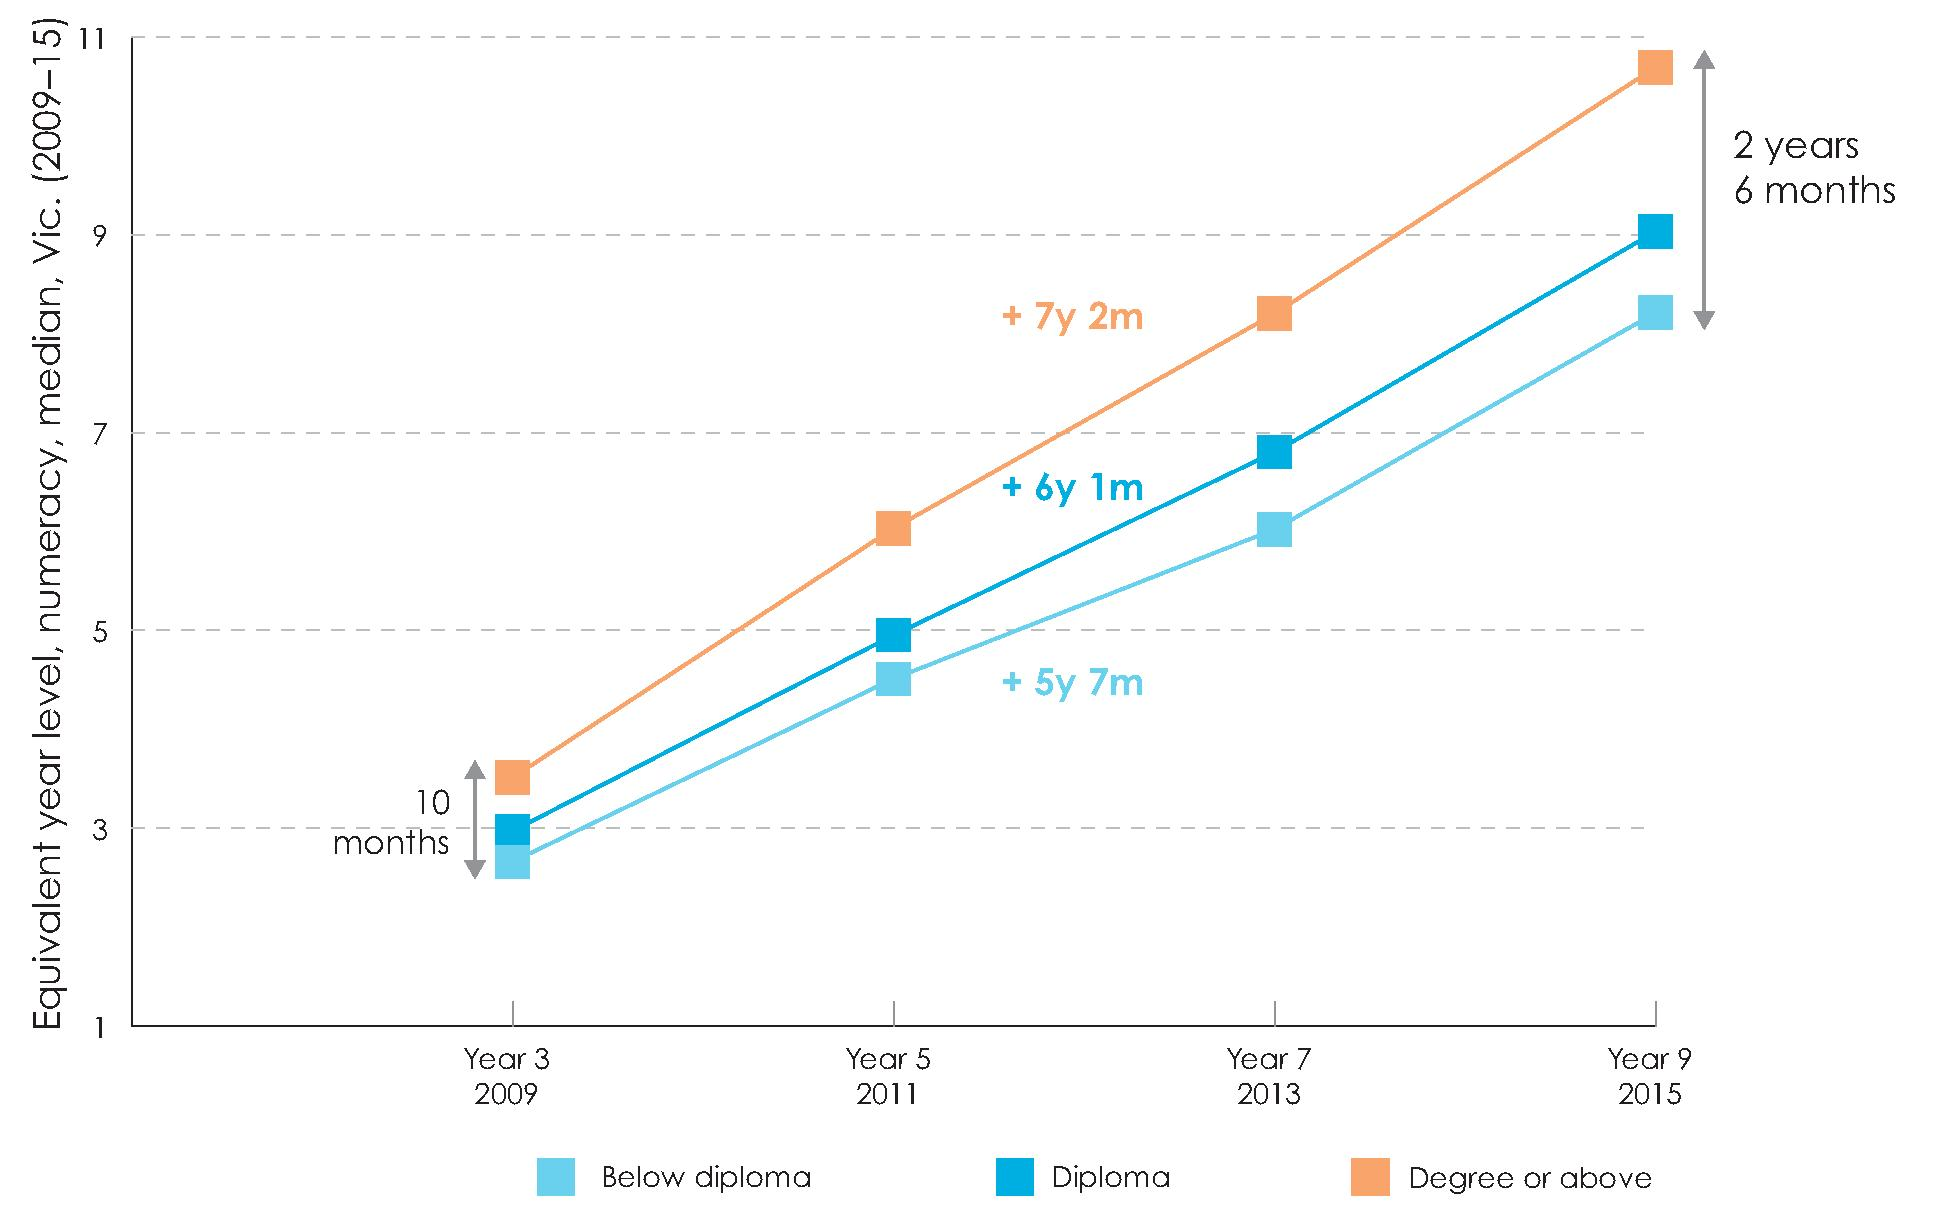 Equivalent year level, numeracy, median, Vic. (2009–15)
11
9
7
5
3
1
2 years
6 months
+ 7y 2m
+ 6y 1m
+ 5y 7m
10
months
Year 3
2009
Year 5
2011
Year 7
2013
Year 9
2015
Below diploma
Diploma
Degree or above